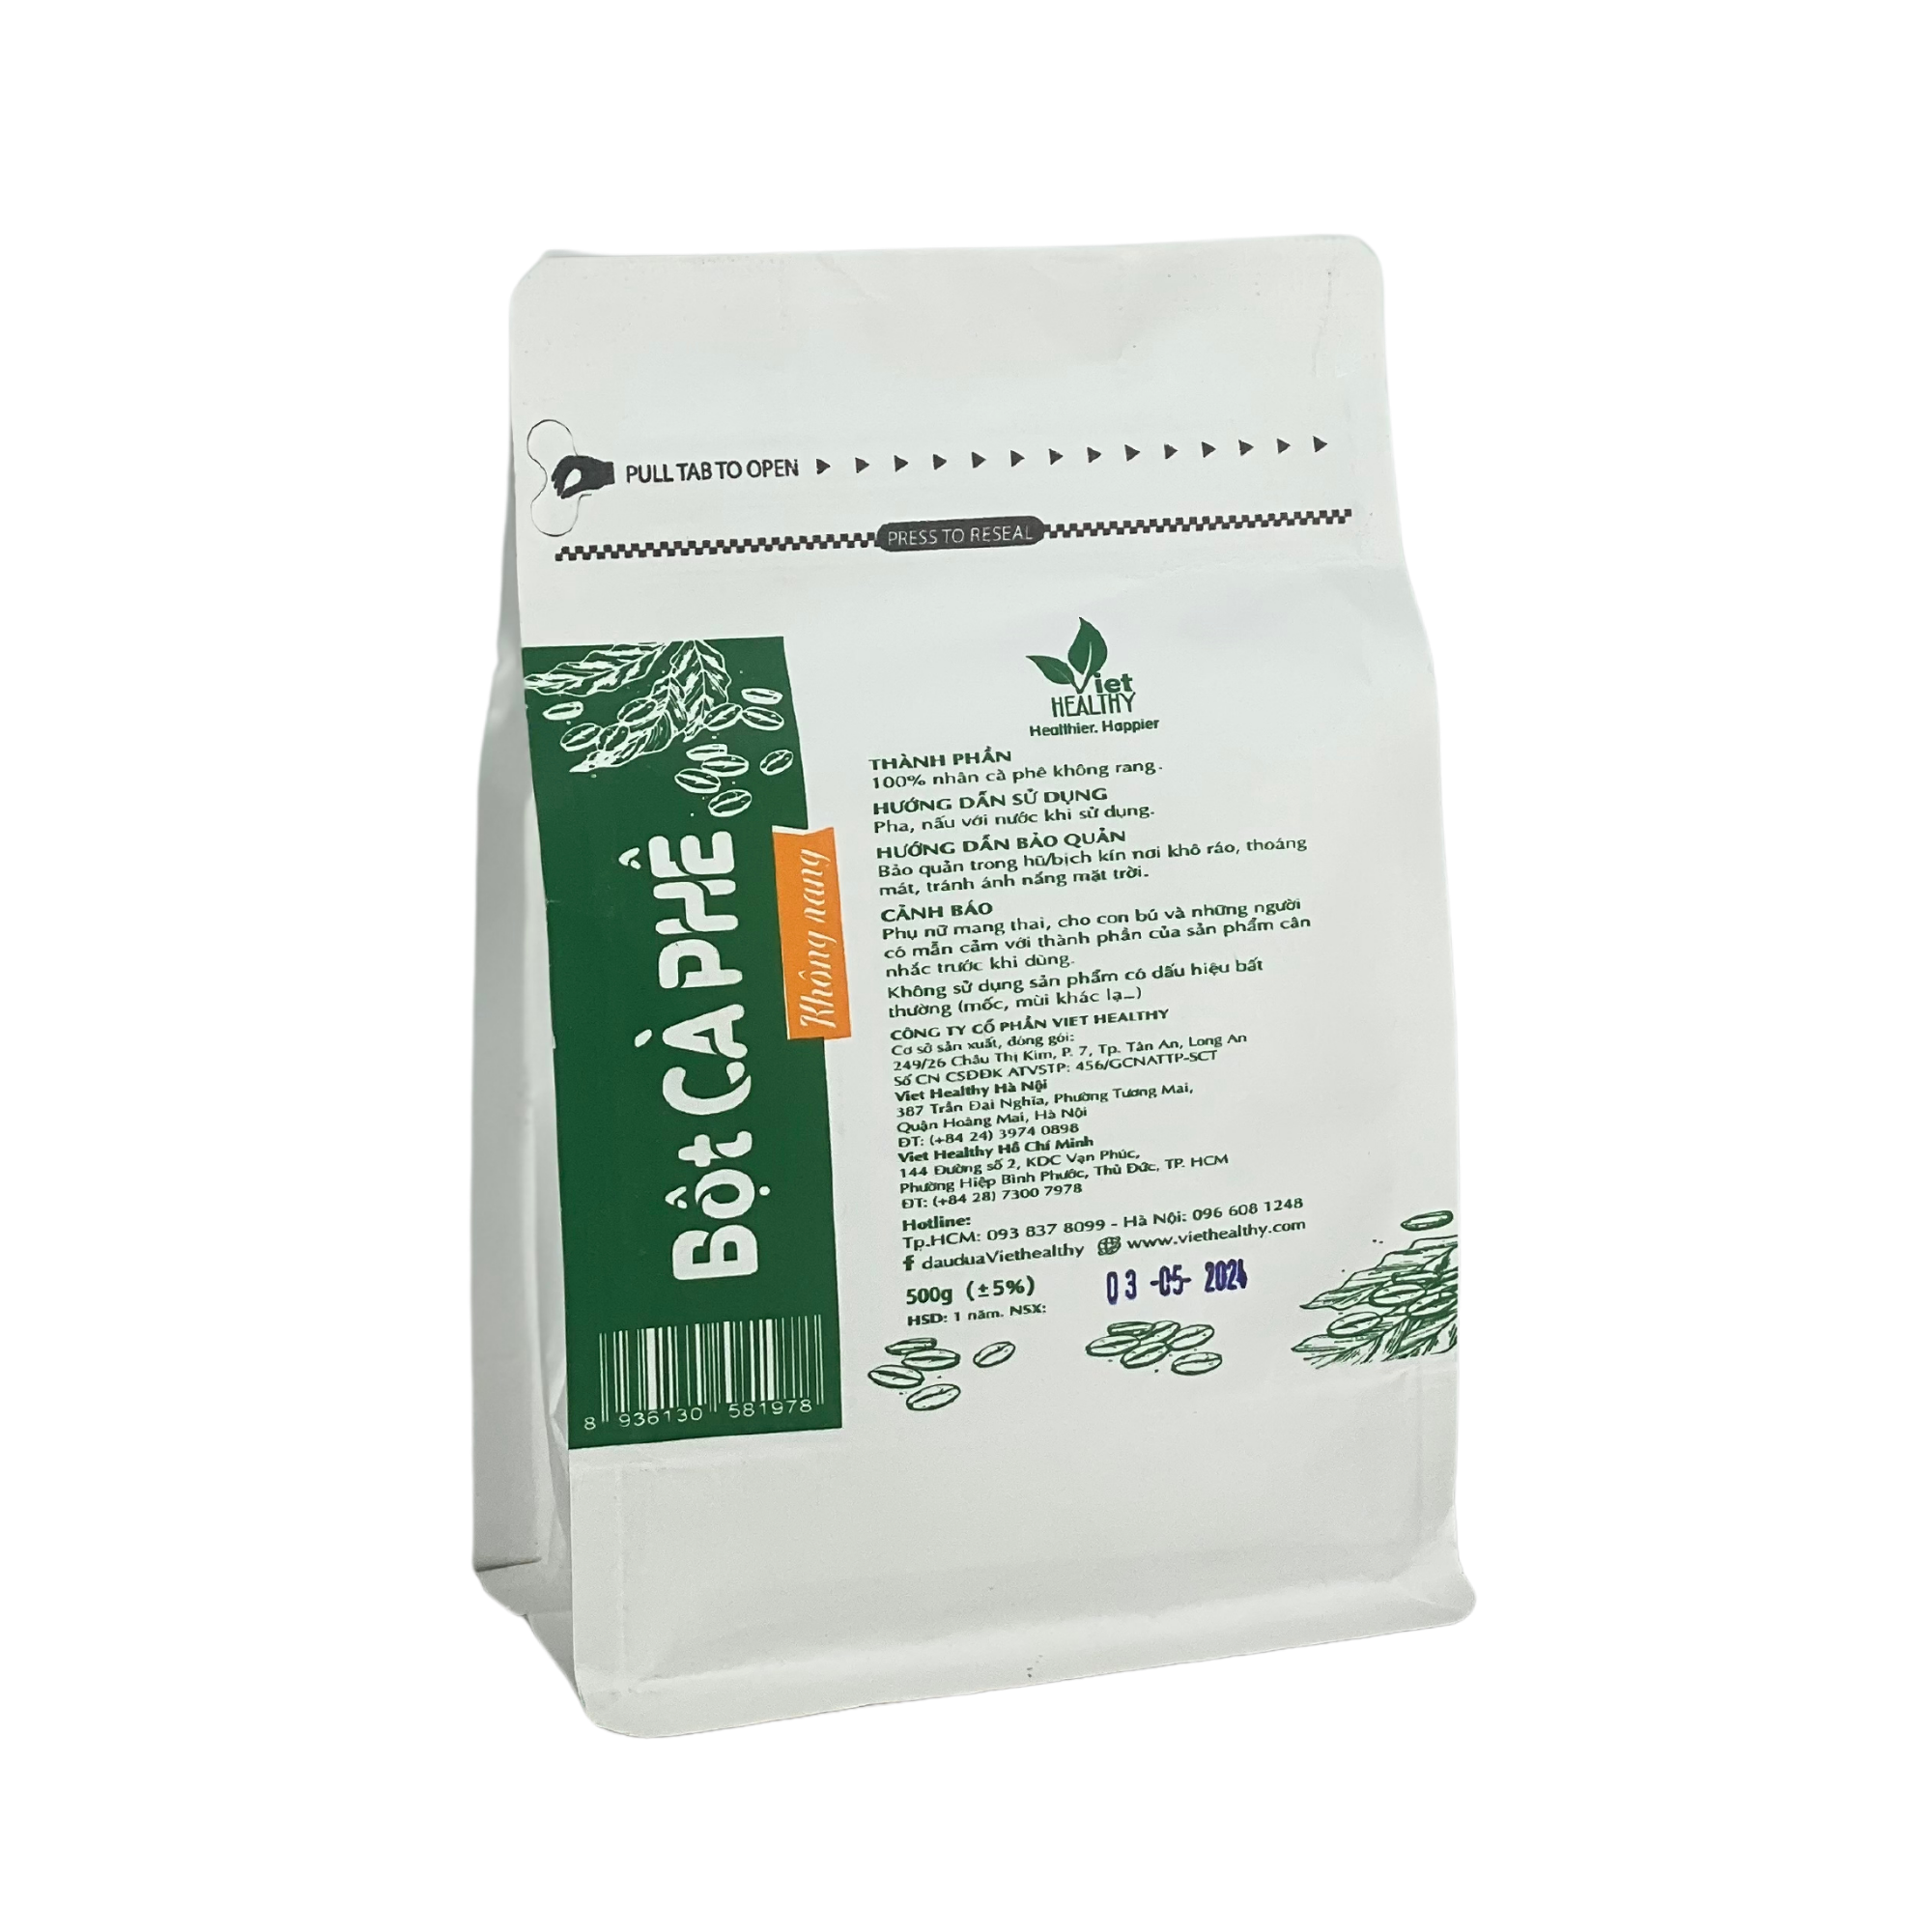 PULL TAB TO OPEN
PRESS TO RESEAL
Viet
HEALTHY
Healthier. Happier
BỘT CÀ PHÊ
Không rang
8 936130 581978
THÀNH PHẦN
100% nhân cà phê không rang.
HƯỚNG DẪN SỬ DỤNG
Pha, nấu với nước khi sử dụng.
HƯỚNG DẪN BẢO QUẢN
Bảo quản trong hũ/bịch kín nơi khô ráo, thoáng
mát, tránh ánh nắng mặt trời.
CẢNH BÁO
Phụ nữ mang thai, cho con bú và những người
có mẫn cảm với thành phần của sản phẩm cân
nhắc trước khi dùng.
Không sử dụng sản phẩm có dấu hiệu bất
thường (mốc, mùi khác lạ...)
CÔNG TY CỔ PHẦN VIET HEALTHY
Cơ sở sản xuất, đóng gói:
249/26 Châu Thị Kim, P. 7, Tp. Tân An, Long An
Số CN CSĐĐK ATVSTP: 456/GCNATTP-SCT
Viet Healthy Hà Nội
387 Trần Đại Nghĩa, Phường Tương Mai,
Quận Hoàng Mai, Hà Nội
ĐT: (+84 24) 3974 0898
Viet Healthy Hồ Chí Minh
144 Đường số 2, KDC Vạn Phúc,
Phường Hiệp Bình Phước, Thủ Đức, TP. HCM
ĐT: (+84 28) 7300 7978
Hotline:
Tp.HCM: 093 837 8099 - Hà Nội: 096 608 1248
dauduaViethealthy www.viethealthy.com
500g (±5%)
HSD: 1 năm. NSX: 03 -05- 2024